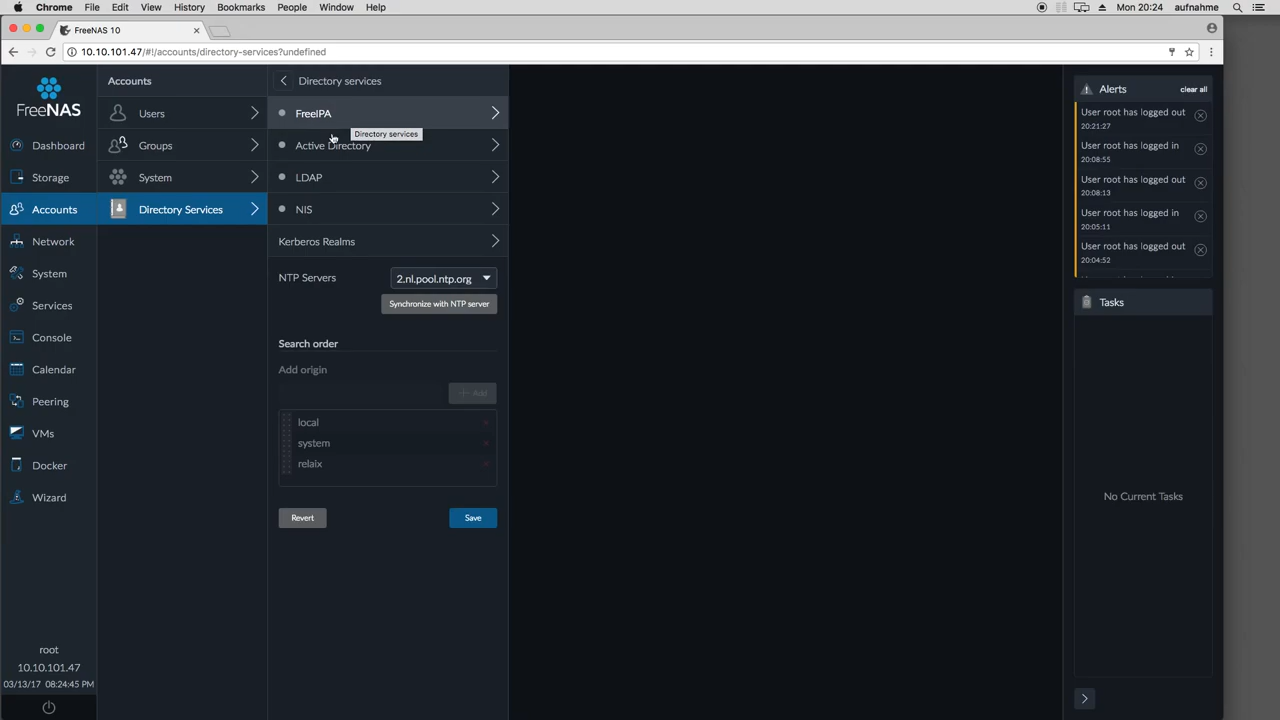 Chrome File Edit View History Bookmarks People Window Help
Mon 20:24 aufnahme
FreeNAS 10
10.10.101.47/#!/accounts/directory-services?undefined
FreeNAS
Dashboard
Storage
Accounts
Network
System
Services
Console
Calendar
Peering
VMs
Docker
Wizard
root
10.10.101.47
03/13/17 08:24:45 PM
Accounts
Users
Groups
System
Directory Services
Directory services
FreeIPA
Directory services
Active Directory
LDAP
NIS
Kerberos Realms
NTP Servers 2.nl.pool.ntp.org
Synchronize with NTP server
Search order
Add origin
+ Add
local
system
relaix
Revert Save
Alerts clear all
User root has logged out
20:21:27
User root has logged in
20:08:55
User root has logged out
20:08:13
User root has logged in
20:05:11
User root has logged out
20:04:52
Tasks
No Current Tasks